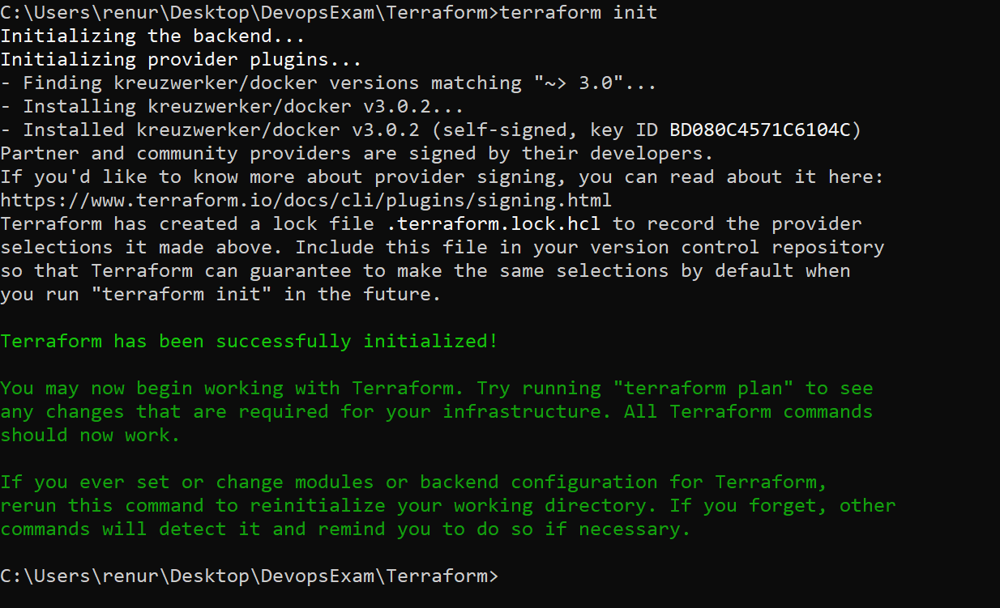 C:\Users\renur\Desktop\DevopsExam\Terraform>terraform init
Initializing the backend...
Initializing provider plugins...
- Finding kreuzwerker/docker versions matching "~> 3.0"...
- Installing kreuzwerker/docker v3.0.2...
- Installed kreuzwerker/docker v3.0.2 (self-signed, key ID BD080C4571C6104C)
Partner and community providers are signed by their developers.
If you'd like to know more about provider signing, you can read about it here:
https://www.terraform.io/docs/cli/plugins/signing.html
Terraform has created a lock file .terraform.lock.hcl to record the provider
selections it made above. Include this file in your version control repository
so that Terraform can guarantee to make the same selections by default when
you run "terraform init" in the future.
Terraform has been successfully initialized!
You may now begin working with Terraform. Try running "terraform plan" to see
any changes that are required for your infrastructure. All Terraform commands
should now work.
If you ever set or change modules or backend configuration for Terraform,
rerun this command to reinitialize your working directory. If you forget, other
commands will detect it and remind you to do so if necessary.
C:\Users\renur\Desktop\DevopsExam\Terraform>